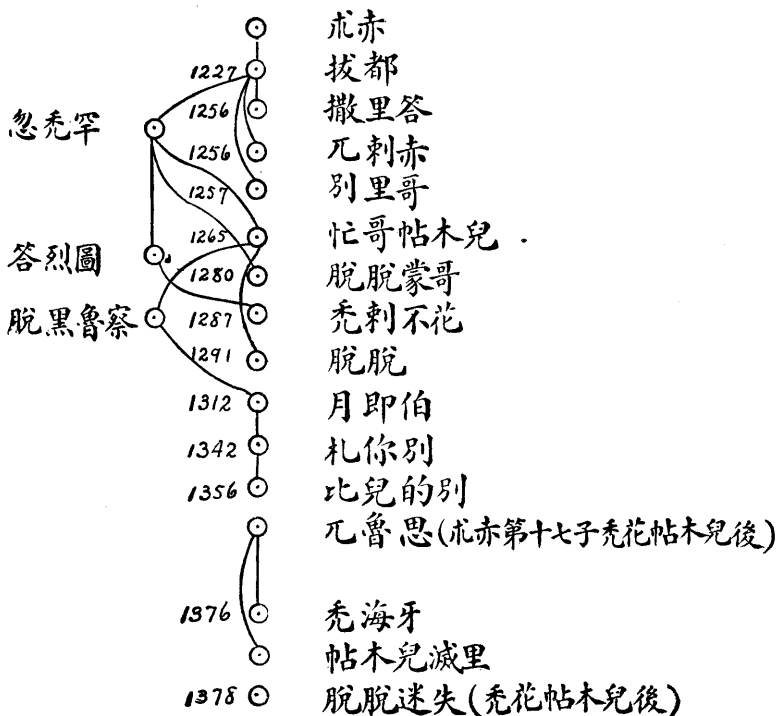 朮赤
1227 拔都
1256 撒里答
忽禿罕
1256 兀剌赤
1257 別里哥
1265 忙哥帖木兒
答烈圖
1280 脫脫蒙哥
脫黑魯察 1287 禿剌不花
1291 脫脫
1312 月即伯
1342 札你別
1356 比兒的別
兀魯思(朮赤第十七子禿花帖木兒後)
1376 禿海牙
帖木兒滅里
1378 脫脫迷失(禿花帖木兒後)